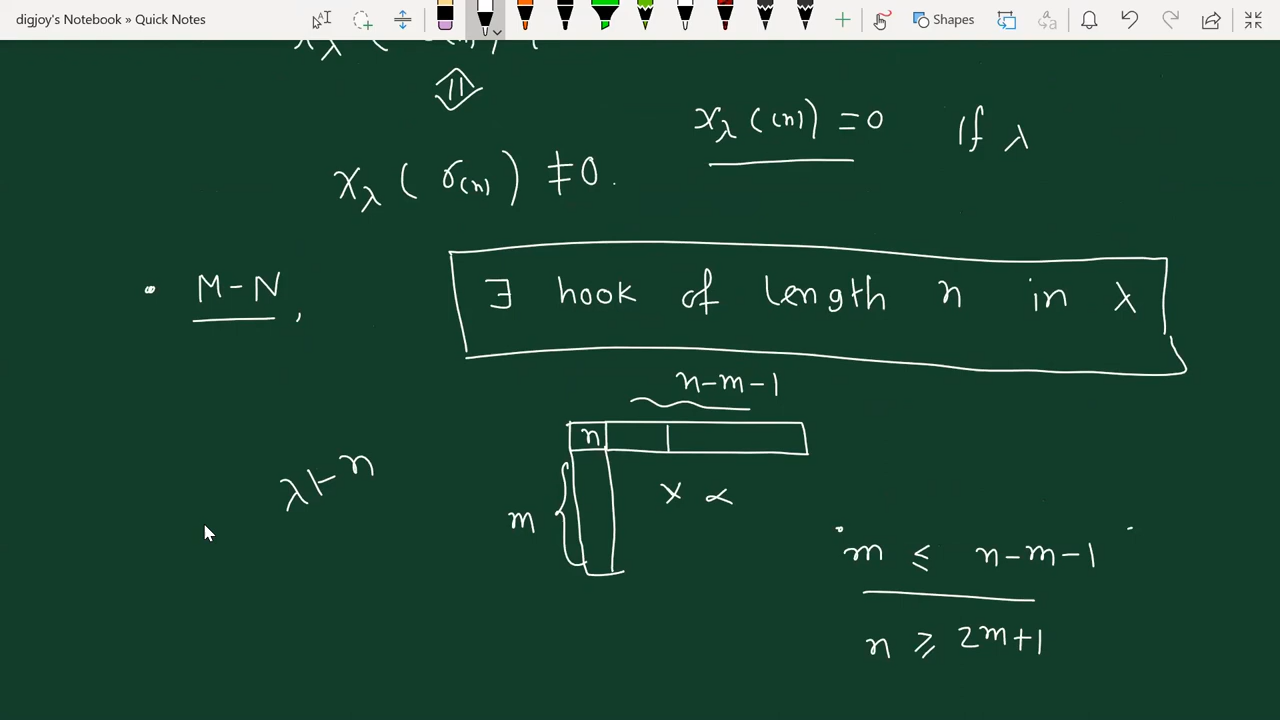 digjoy's Notebook » Quick Notes
Shapes
χ_λ((n)) = 0 if λ
χ_λ(σ_(n)) ≠ 0.
• M-N,
∃ hook of length n in λ
n-m-1
n
λ⊢n
m
x α
m ≤ n-m-1
n ⩾ 2m+1